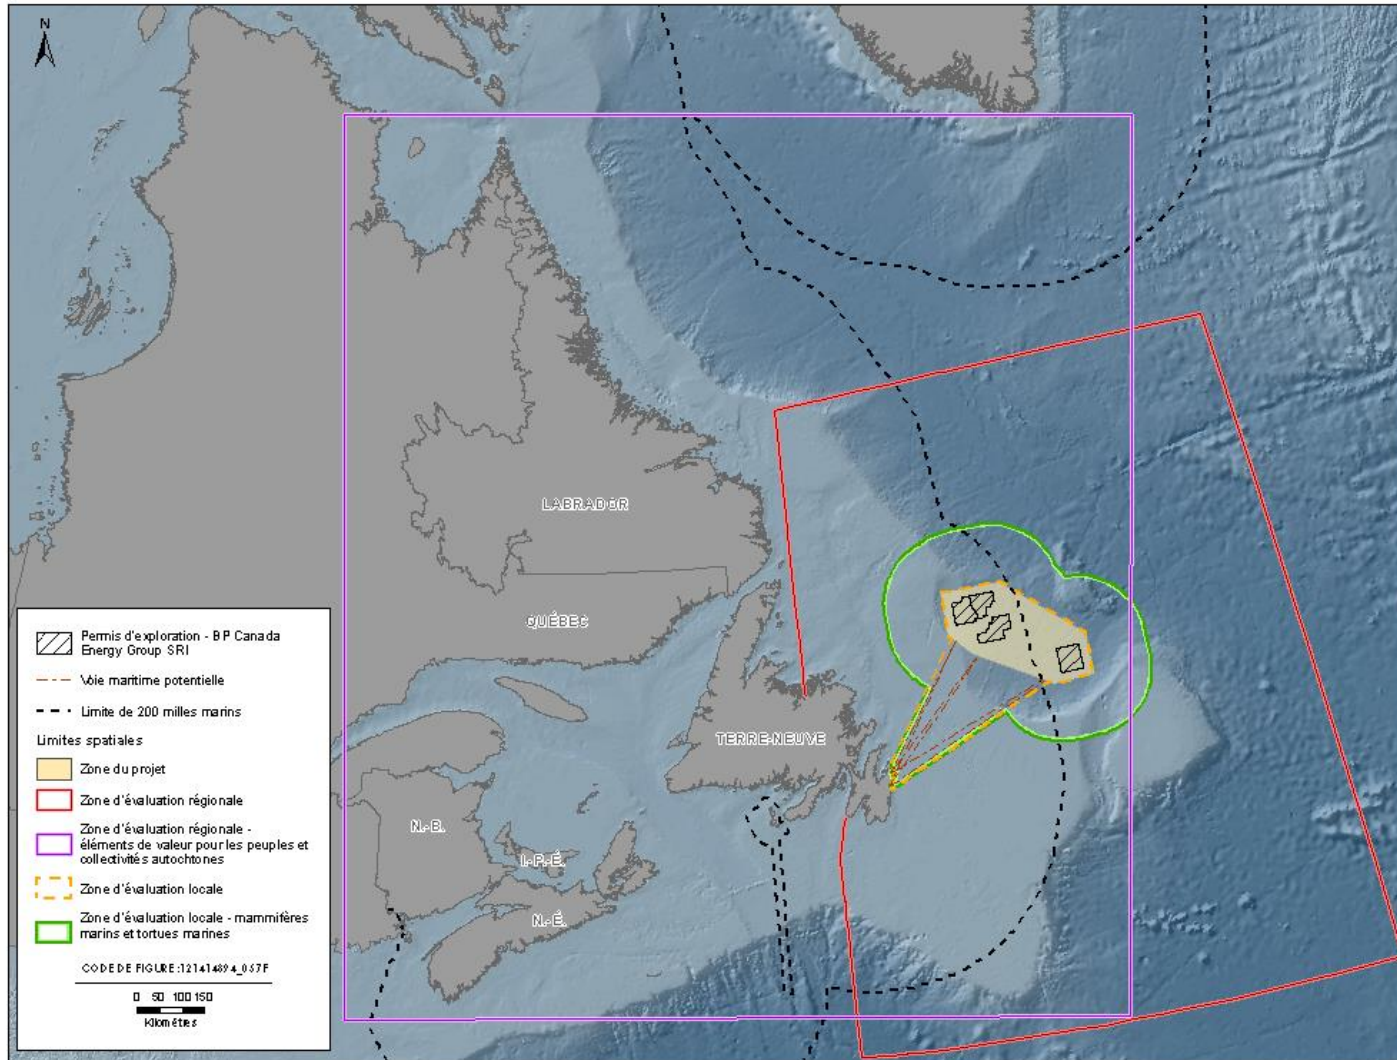 N
LABRADOR
QUÉBEC
TERRE-NEUVE
N.-B.
I.-P.-É.
N.-É.
Permis d'exploration - BP Canada
Energy Group SRI
Voie maritime potentielle
Limite de 200 milles marins
Limites spatiales
Zone du projet
Zone d'évaluation régionale
Zone d'évaluation régionale -
éléments de valeur pour les peuples et
collectivités autochtones
Zone d'évaluation locale
Zone d'évaluation locale - mammifères
marins et tortues marines
CODE DE FIGURE :121414894_057F
0 50 100 150
Kilomètres